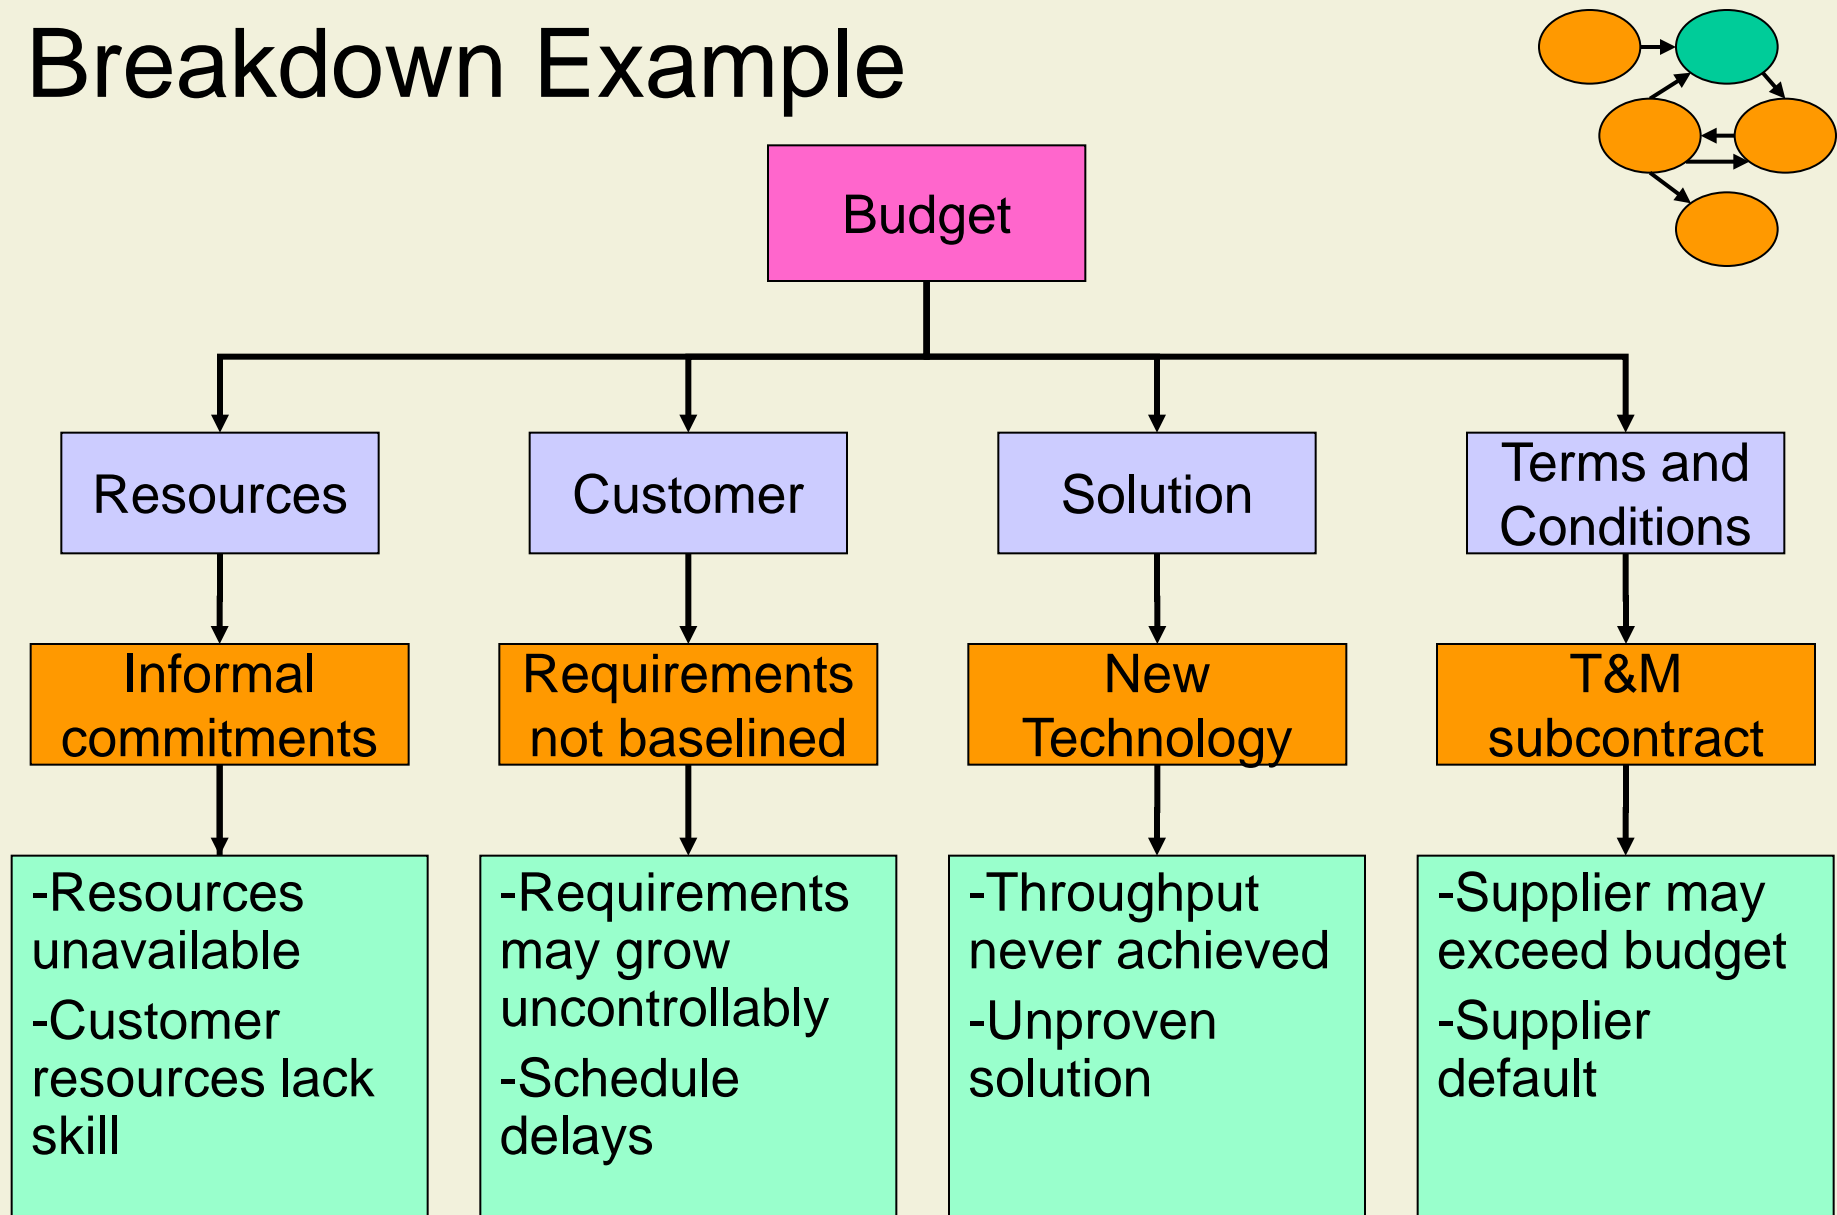 Breakdown Example
Budget
Resources
Customer
Solution
Terms and
Conditions
Informal
commitments
Requirements
not baselined
New
Technology
T&M
subcontract
-Resources
unavailable
-Customer
resources lack
skill
-Requirements
may grow
uncontrollably
-Schedule
delays
-Throughput
never achieved
-Unproven
solution
-Supplier may
exceed budget
-Supplier
default